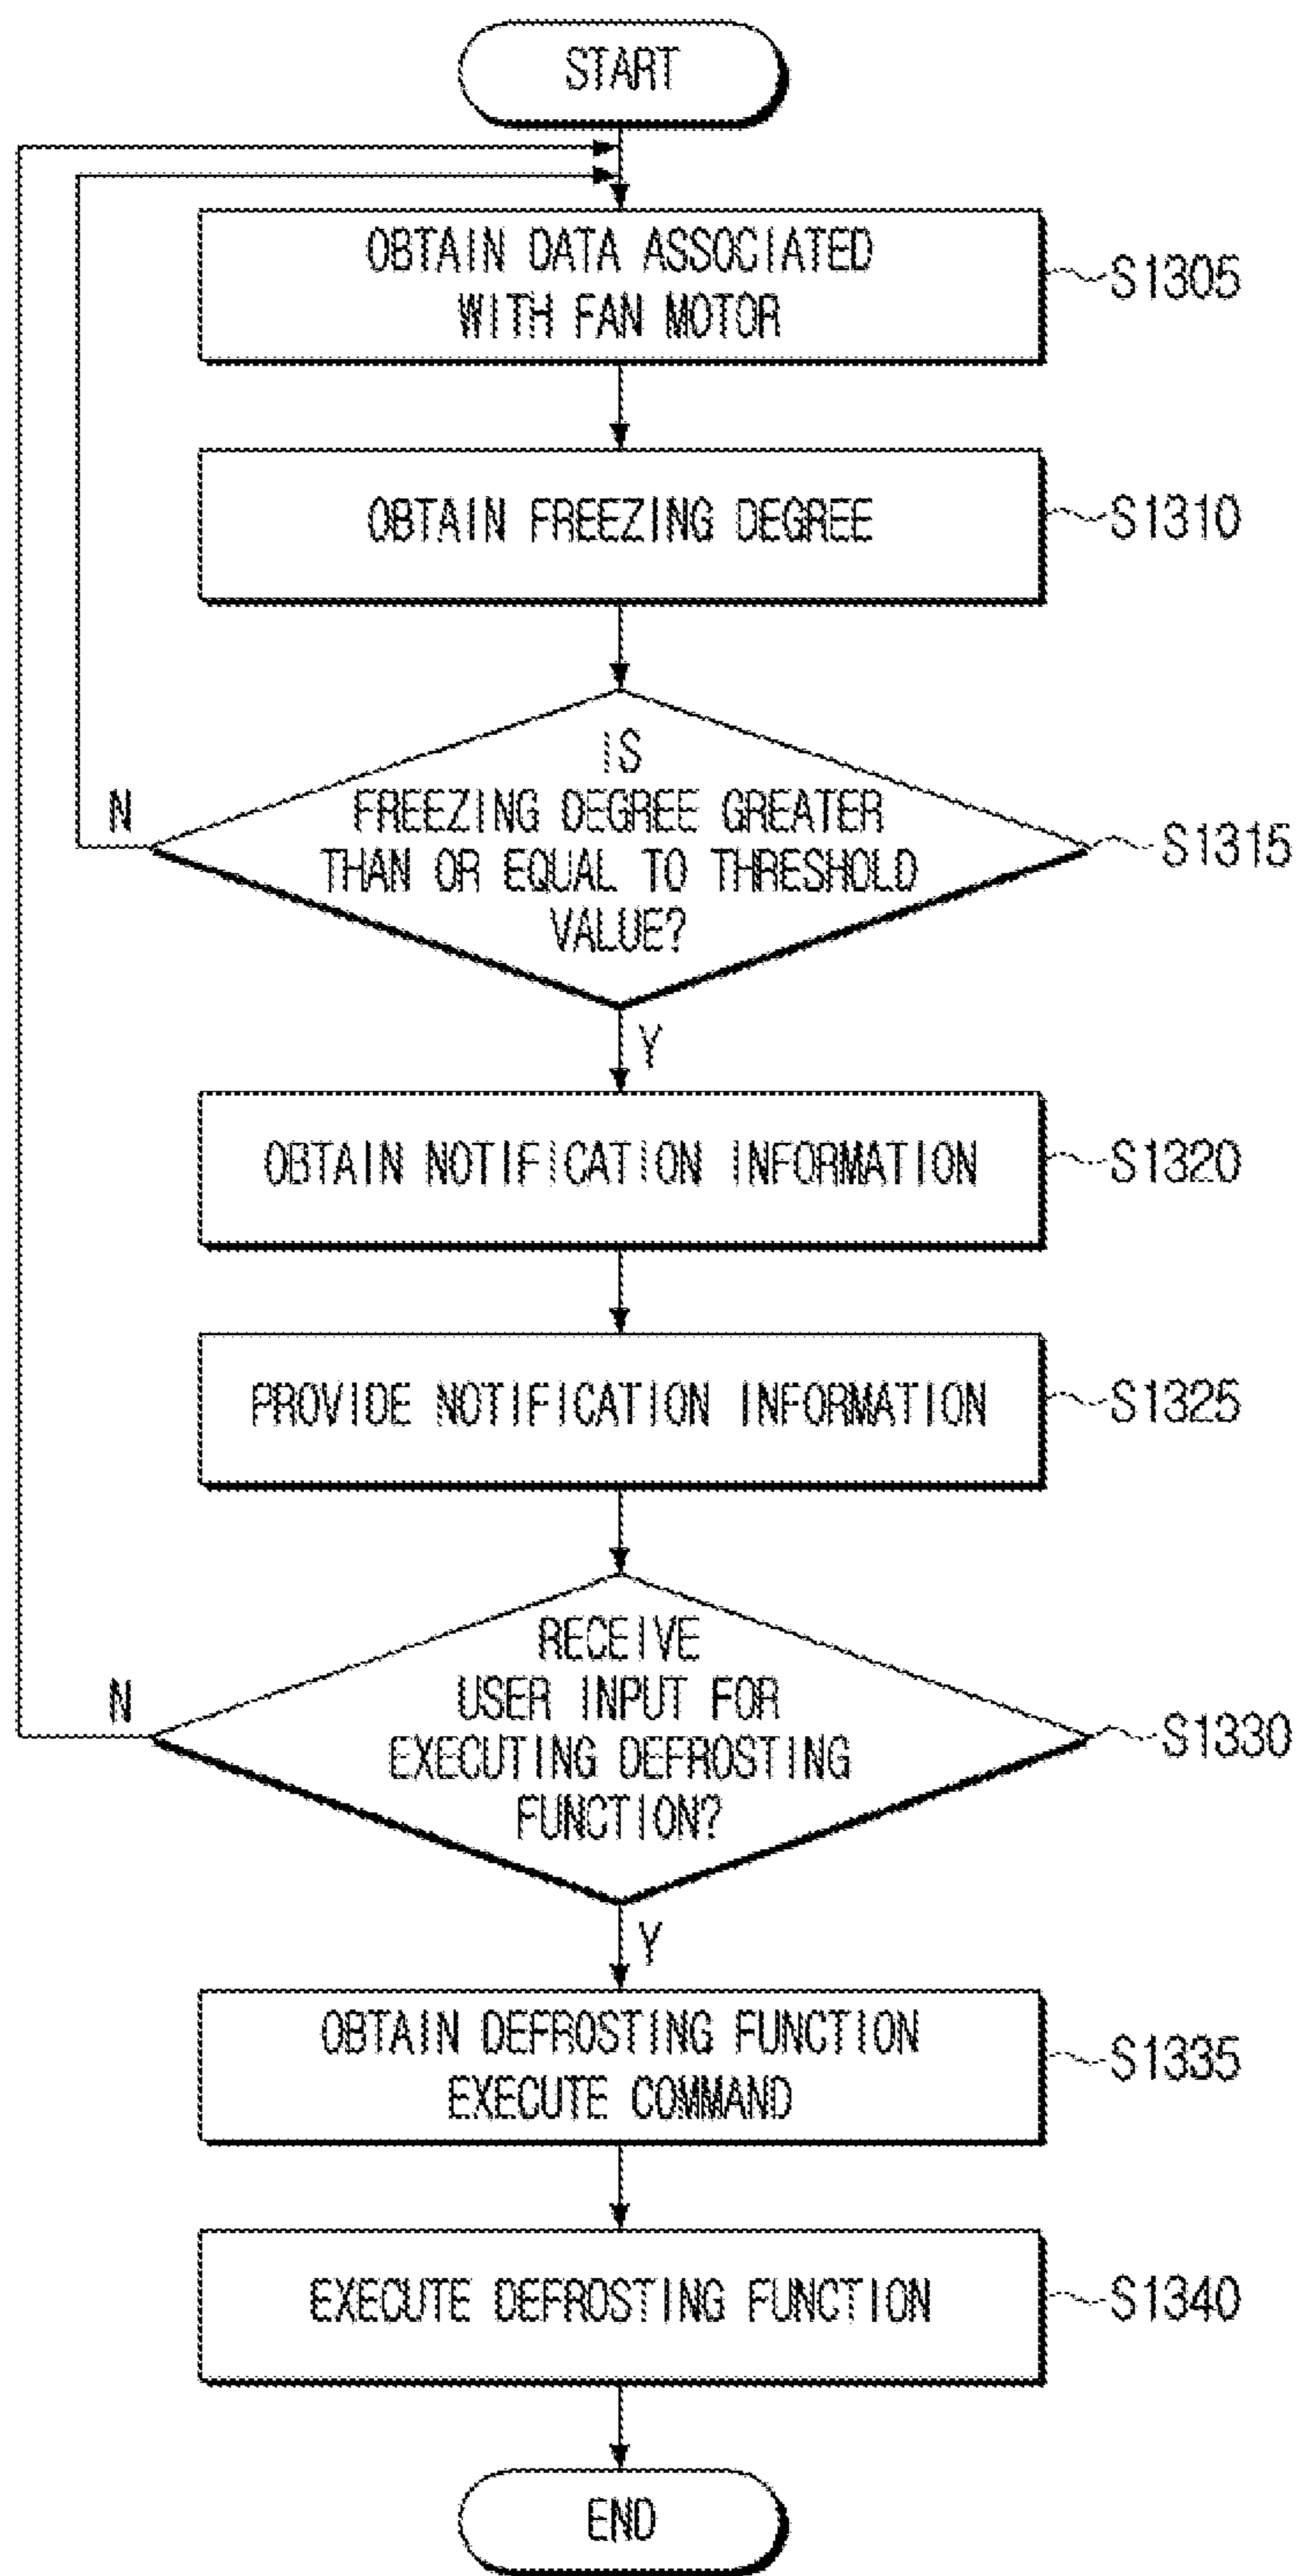 START
OBTAIN DATA ASSOCIATED
WITH FAN MOTOR
S1305
OBTAIN FREEZING DEGREE
S1310
IS
FREEZING DEGREE GREATER
THAN OR EQUAL TO THRESHOLD
VALUE?
N
S1315
Y
OBTAIN NOTIFICATION INFORMATION
S1320
PROVIDE NOTIFICATION INFORMATION
S1325
RECEIVE
USER INPUT FOR
EXECUTING DEFROSTING
FUNCTION?
N
S1330
Y
OBTAIN DEFROSTING FUNCTION
EXECUTE COMMAND
S1335
EXECUTE DEFROSTING FUNCTION
S1340
END